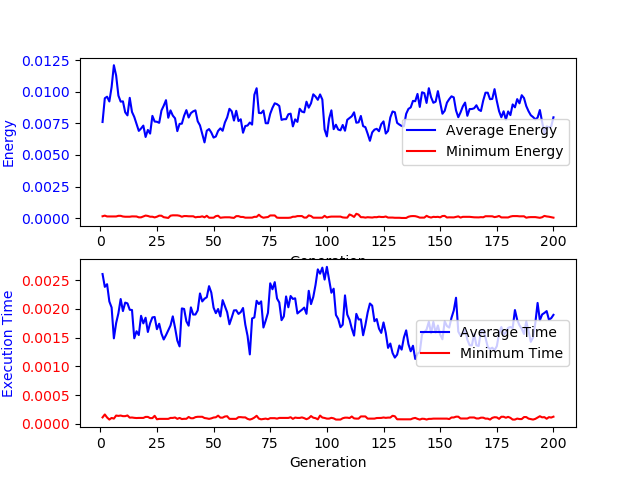 0.0125
0.0100
0.0075
0.0050
0.0025
0.0000
Energy
Average Energy
Minimum Energy
0 25 50 75 100 125 150 175 200
Generation
0.0025
0.0020
0.0015
0.0010
0.0005
0.0000
Execution Time
Average Time
Minimum Time
0 25 50 75 100 125 150 175 200
Generation